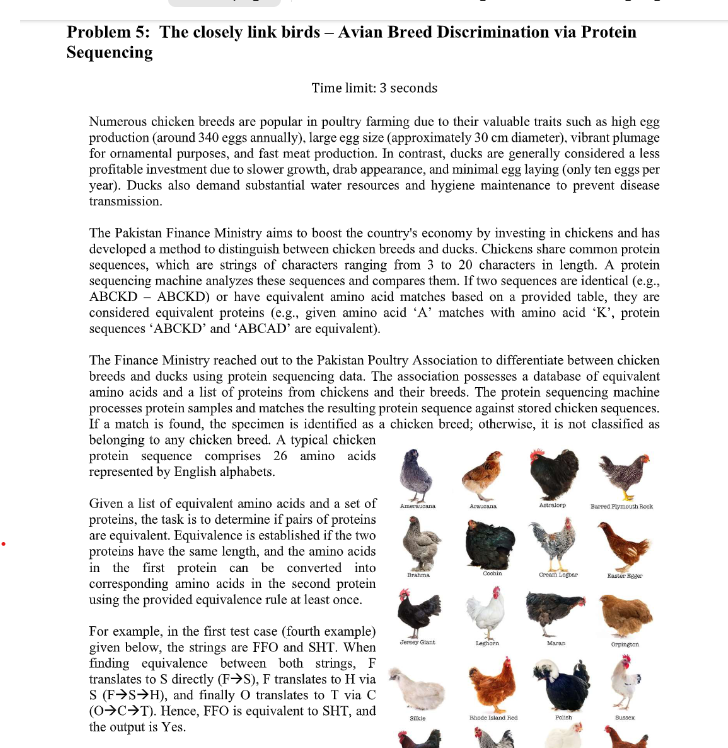 Problem 5: The closely link birds – Avian Breed Discrimination via Protein
Sequencing
Time limit: 3 seconds
Numerous chicken breeds are popular in poultry farming due to their valuable traits such as high egg
production (around 340 eggs annually), large egg size (approximately 30 cm diameter), vibrant plumage
for ornamental purposes, and fast meat production. In contrast, ducks are generally considered a less
profitable investment due to slower growth, drab appearance, and minimal egg laying (only ten eggs per
year). Ducks also demand substantial water resources and hygiene maintenance to prevent disease
transmission.
The Pakistan Finance Ministry aims to boost the country's economy by investing in chickens and has
developed a method to distinguish between chicken breeds and ducks. Chickens share common protein
sequences, which are strings of characters ranging from 3 to 20 characters in length. A protein
sequencing machine analyzes these sequences and compares them. If two sequences are identical (e.g.,
ABCKD – ABCKD) or have equivalent amino acid matches based on a provided table, they are
considered equivalent proteins (e.g., given amino acid ‘A’ matches with amino acid ‘K’, protein
sequences ‘ABCKD’ and ‘ABCAD’ are equivalent).
The Finance Ministry reached out to the Pakistan Poultry Association to differentiate between chicken
breeds and ducks using protein sequencing data. The association possesses a database of equivalent
amino acids and a list of proteins from chickens and their breeds. The protein sequencing machine
processes protein samples and matches the resulting protein sequence against stored chicken sequences.
If a match is found, the specimen is identified as a chicken breed; otherwise, it is not classified as
belonging to any chicken breed. A typical chicken
protein sequence comprises 26 amino acids
represented by English alphabets.
Given a list of equivalent amino acids and a set of
proteins, the task is to determine if pairs of proteins
are equivalent. Equivalence is established if the two
proteins have the same length, and the amino acids
in the first protein can be converted into
corresponding amino acids in the second protein
using the provided equivalence rule at least once.
For example, in the first test case (fourth example)
given below, the strings are FFO and SHT. When
finding equivalence between both strings, F
translates to S directly (F→S), F translates to H via
S (F→S→H), and finally O translates to T via C
(O→C→T). Hence, FFO is equivalent to SHT, and
the output is Yes.
Ameraucana Araucana Astralorp Barred Plymouth Rock
Brahma Cochin Cream Legbar Easter Egger
Jersey Giant Leghorn Maran Orpington
Silkie Rhode Island Red Polish Sussex